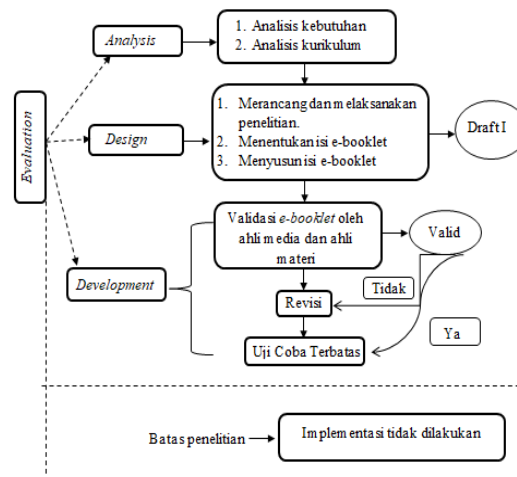 Analysis
1. Analisis kebutuhan
2. Analisis kurikulum
Evaluation
Design
1. Merancang dan melaksanakan
penelitian.
2. Menentukan isi e-booklet
3. Menyusun isi e-booklet
Draft I
Development
Validasi e-booklet oleh
ahli media dan ahli
materi
Valid
Tidak
Revisi
Ya
Uji Coba Terbatas
Batas penelitian
Implementasi tidak dilakukan